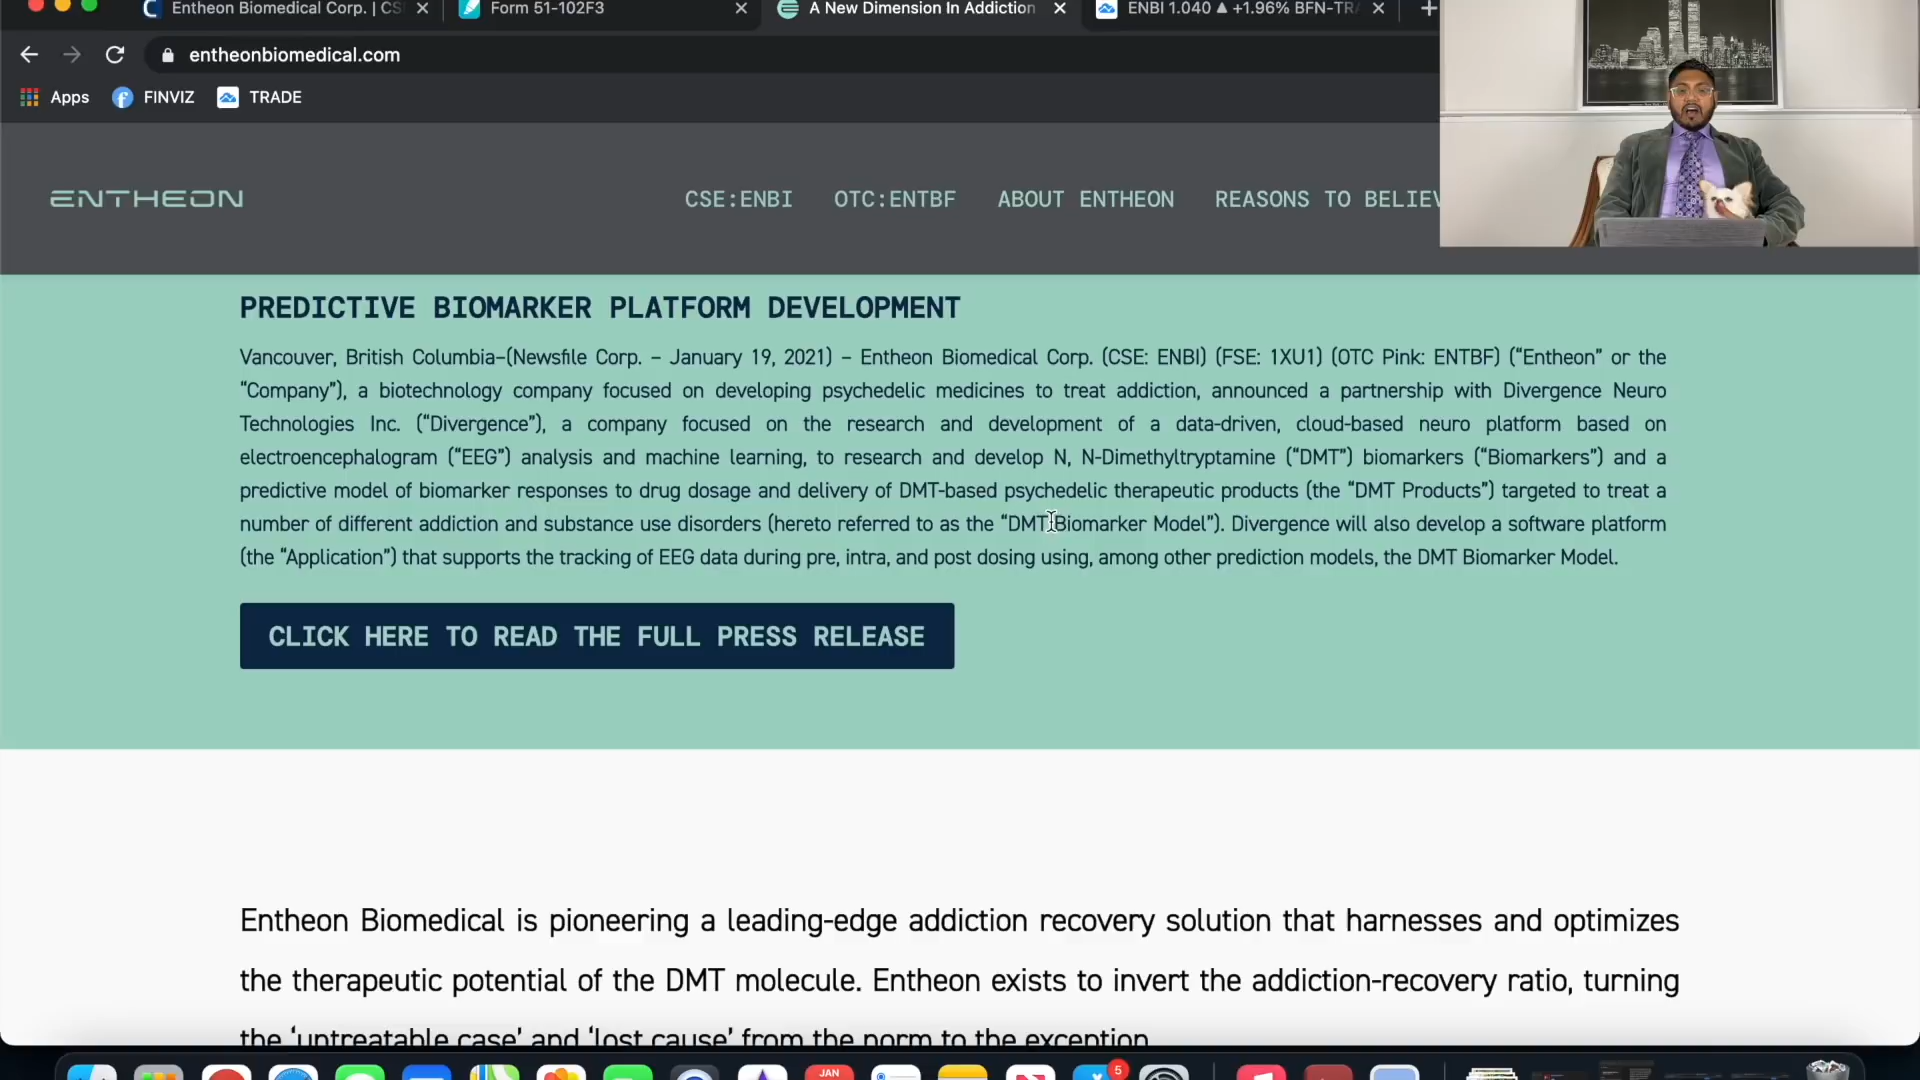 Entheon Biomedical Corp. | CS
Form 51-102F3
A New Dimension In Addiction
ENBI 1.040 ▲ +1.96% BFN-TRA
entheonbiomedical.com
Apps
FINVIZ
TRADE
ENTHEON
CSE:ENBI
OTC:ENTBF
ABOUT ENTHEON
REASONS TO BELIEV
PREDICTIVE BIOMARKER PLATFORM DEVELOPMENT
Vancouver, British Columbia–(Newsfile Corp. – January 19, 2021) – Entheon Biomedical Corp. (CSE: ENBI) (FSE: 1XU1) (OTC Pink: ENTBF) (“Entheon” or the
“Company”), a biotechnology company focused on developing psychedelic medicines to treat addiction, announced a partnership with Divergence Neuro
Technologies Inc. (“Divergence”), a company focused on the research and development of a data-driven, cloud-based neuro platform based on
electroencephalogram (“EEG”) analysis and machine learning, to research and develop N, N-Dimethyltryptamine (“DMT”) biomarkers (“Biomarkers”) and a
predictive model of biomarker responses to drug dosage and delivery of DMT-based psychedelic therapeutic products (the “DMT Products”) targeted to treat a
number of different addiction and substance use disorders (hereto referred to as the “DMT Biomarker Model”). Divergence will also develop a software platform
(the “Application”) that supports the tracking of EEG data during pre, intra, and post dosing using, among other prediction models, the DMT Biomarker Model.
CLICK HERE TO READ THE FULL PRESS RELEASE
Entheon Biomedical is pioneering a leading-edge addiction recovery solution that harnesses and optimizes
the therapeutic potential of the DMT molecule. Entheon exists to invert the addiction-recovery ratio, turning
the ‘untreatable case’ and ‘lost cause’ from the norm to the exception.
JAN
5